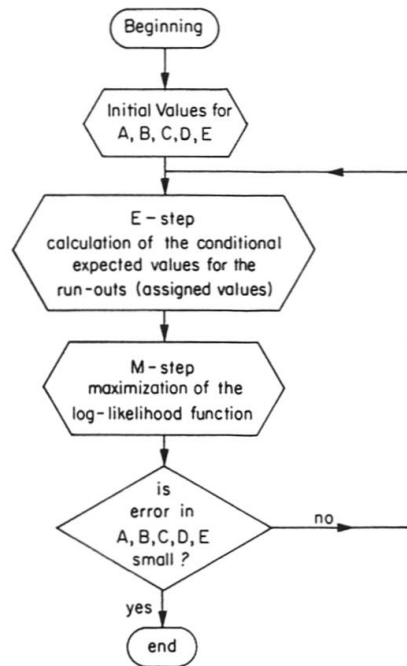 Beginning
Initial Values for
A, B, C, D, E
E-step
calculation of the conditional
expected values for the
run-outs (assigned values)
M-step
maximization of the
log-likelihood function
is
error in
A, B, C, D, E
small ?
no
yes
end